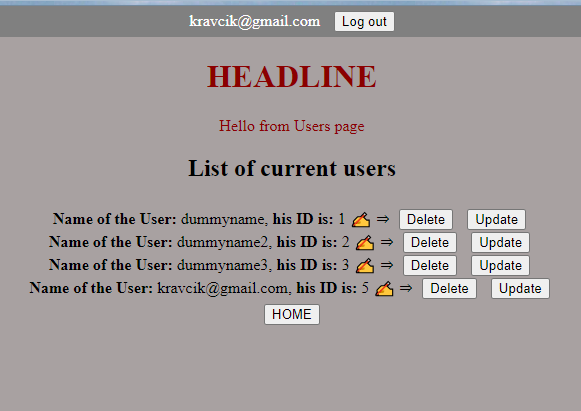 kravcik@gmail.com Log out
HEADLINE
Hello from Users page
List of current users
Name of the User: dummyname, his ID is: 1 ✍ ⇒ Delete Update
Name of the User: dummyname2, his ID is: 2 ✍ ⇒ Delete Update
Name of the User: dummyname3, his ID is: 3 ✍ ⇒ Delete Update
Name of the User: kravcik@gmail.com, his ID is: 5 ✍ ⇒ Delete Update
HOME